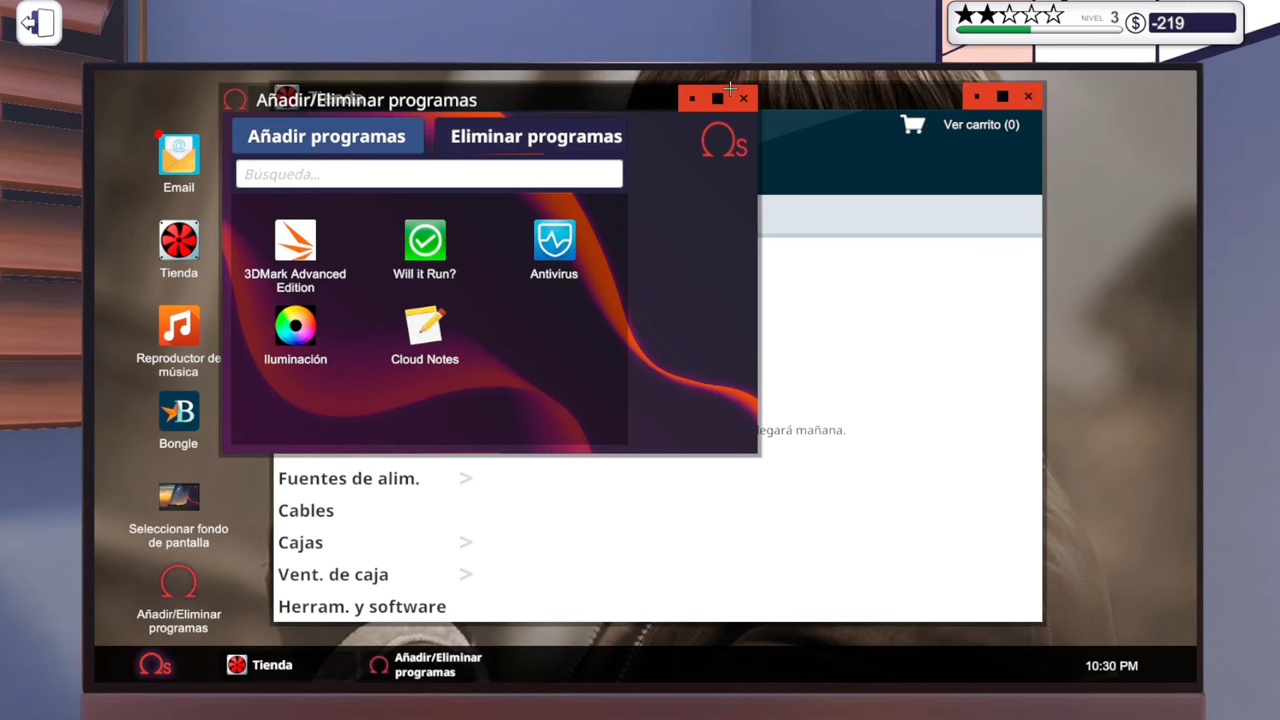 NIVEL 3
$ -219
Añadir/Eliminar programas
Añadir programas
Eliminar programas
Búsqueda...
3DMark Advanced
Edition
Will it Run?
Antivirus
Iluminación
Cloud Notes
Ver carrito (0)
legará mañana.
Fuentes de alim. >
Cables
Cajas >
Vent. de caja >
Herram. y software
Email
Tienda
Reproductor de
música
Bongle
Seleccionar fondo
de pantalla
Añadir/Eliminar
programas
Tienda
Añadir/Eliminar
programas
10:30 PM